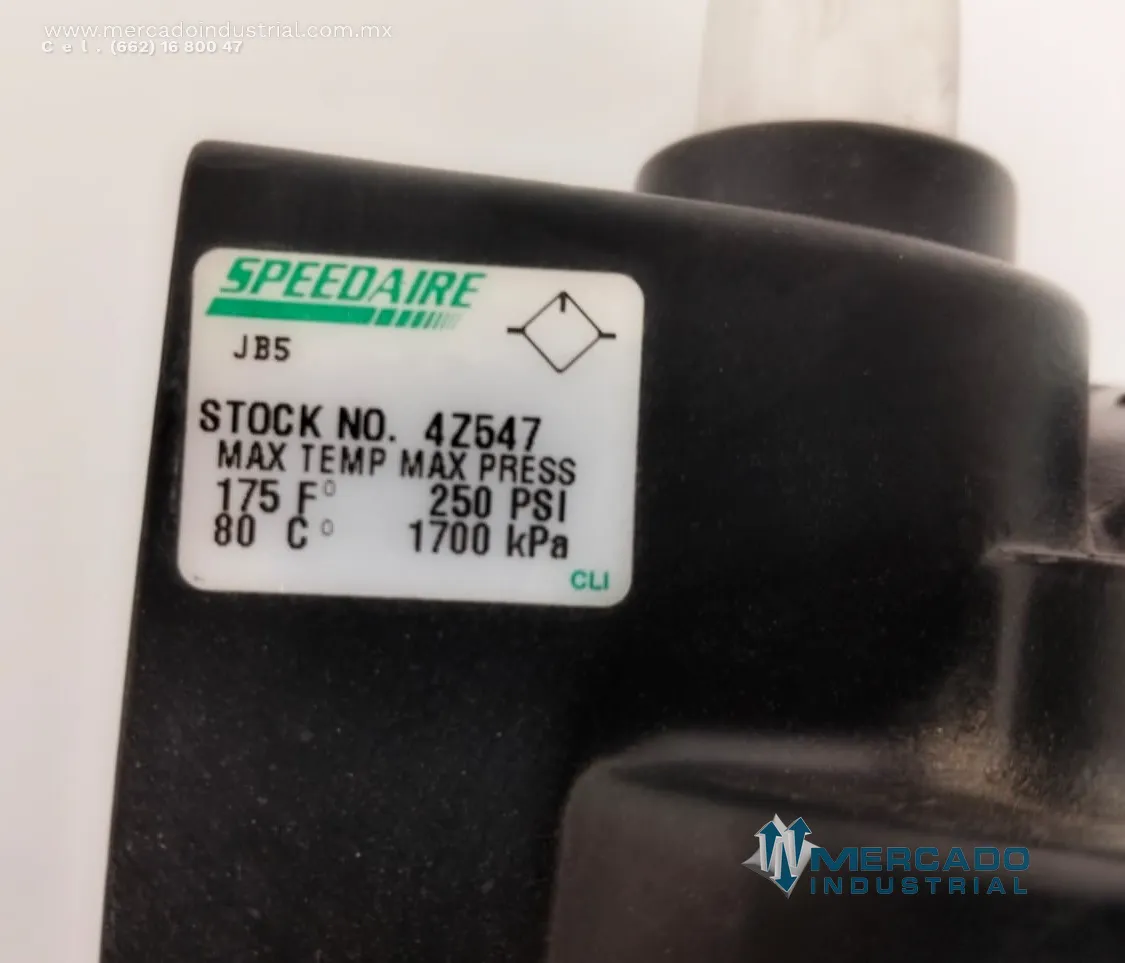 www.mercadoindustrial.com.mx
Cel. (662) 16 800 47
SPEEDAIRE
JB5
STOCK NO. 4Z547
MAX TEMP MAX PRESS
175 F° 250 PSI
80 C° 1700 kPa
CLI
MERCADO
INDUSTRIAL